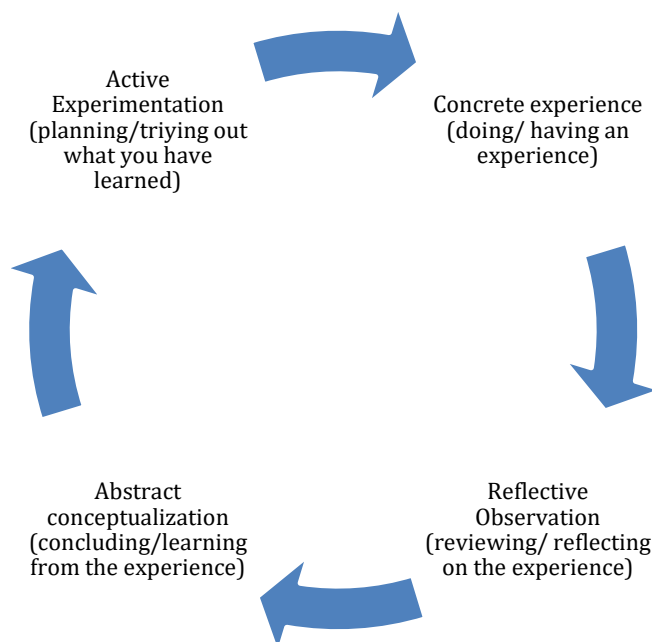 Active
Experimentation
(planning/triying out
what you have
learned)
Concrete experience
(doing/ having an
experience)
Abstract
conceptualization
(concluding/learning
from the experience)
Reflective
Observation
(reviewing/ reflecting
on the experience)